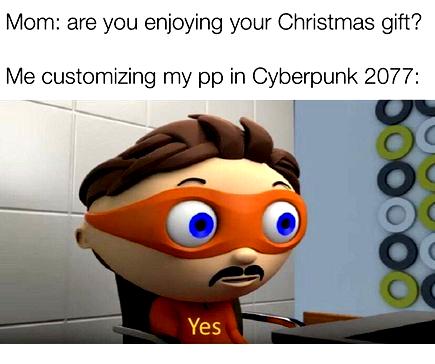 Mom: are you enjoying your Christmas gift?
Me customizing my pp in Cyberpunk 2077:
Yes